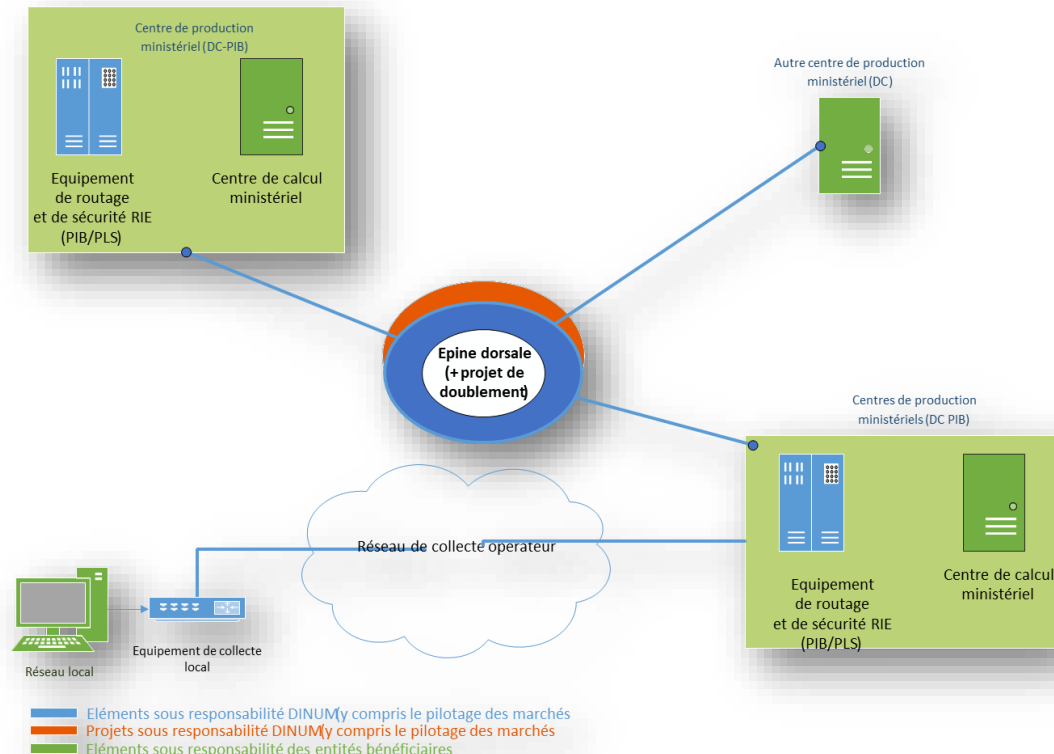 Centre de production
ministériel (DC-PIB)
Equipement
de routage
et de sécurité RIE
(PIB/PLS)
Centre de calcul
ministériel
Autre centre de production
ministériel (DC)
Epine dorsale
(+ projet de
doublement)
Centres de production
ministériels (DC PIB)
Réseau de collecte operateur
Equipement
de routage
et de sécurité RIE
(PIB/PLS)
Centre de calcul
ministériel
Réseau local
Equipement de collecte
local
Eléments sous responsabilité DINUM(y compris le pilotage des marchés
Projets sous responsabilité DINUM(y compris le pilotage des marchés
Eléments sous responsabilité des entités bénéficiaires